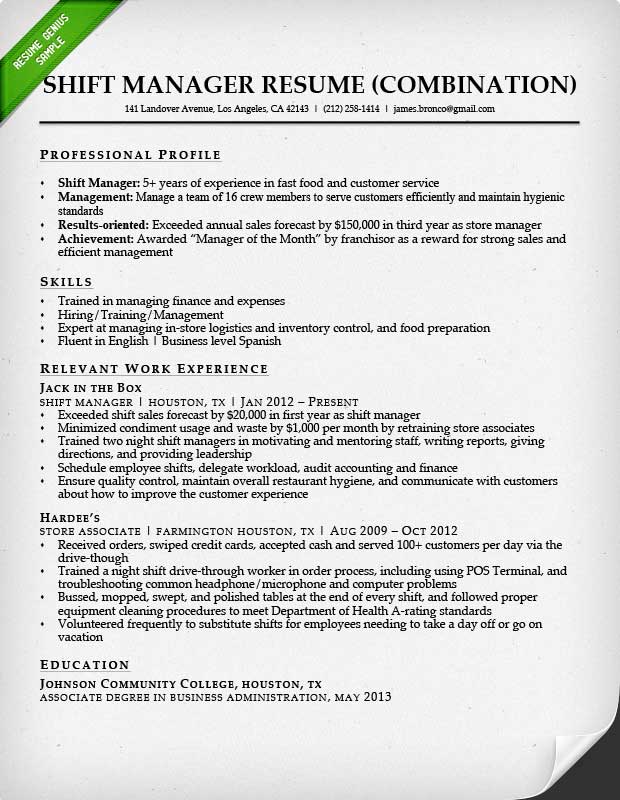 RESUME GENIUS
SAMPLE
SHIFT MANAGER RESUME (COMBINATION)
141 Landover Avenue, Los Angeles, CA 42143 | (212) 258-1414 | james.bronco@gmail.com
PROFESSIONAL PROFILE
Shift Manager: 5+ years of experience in fast food and customer service
Management: Manage a team of 16 crew members to serve customers efficiently and maintain hygienic
standards
Results-oriented: Exceeded annual sales forecast by $150,000 in third year as store manager
Achievement: Awarded “Manager of the Month” by franchisor as a reward for strong sales and
efficient management
SKILLS
Trained in managing finance and expenses
Hiring/Training/Management
Expert at managing in-store logistics and inventory control, and food preparation
Fluent in English | Business level Spanish
RELEVANT WORK EXPERIENCE
JACK IN THE BOX
SHIFT MANAGER | HOUSTON, TX | JAN 2012 – PRESENT
Exceeded shift sales forecast by $20,000 in first year as shift manager
Minimized condiment usage and waste by $1,000 per month by retraining store associates
Trained two night shift managers in motivating and mentoring staff, writing reports, giving
directions, and providing leadership
Schedule employee shifts, delegate workload, audit accounting and finance
Ensure quality control, maintain overall restaurant hygiene, and communicate with customers
about how to improve the customer experience
HARDEE’S
STORE ASSOCIATE | FARMINGTON HOUSTON, TX | AUG 2009 – OCT 2012
Received orders, swiped credit cards, accepted cash and served 100+ customers per day via the
drive-though
Trained a night shift drive-through worker in order process, including using POS Terminal, and
troubleshooting common headphone/microphone and computer problems
Bussed, mopped, swept, and polished tables at the end of every shift, and followed proper
equipment cleaning procedures to meet Department of Health A-rating standards
Volunteered frequently to substitute shifts for employees needing to take a day off or go on
vacation
EDUCATION
JOHNSON COMMUNITY COLLEGE, HOUSTON, TX
ASSOCIATE DEGREE IN BUSINESS ADMINISTRATION, MAY 2013